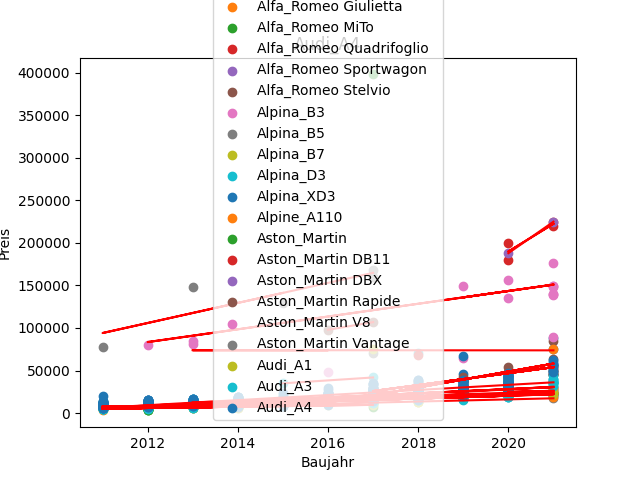 Alfa_Romeo Giulietta
Alfa_Romeo MiTo
Audi_A4
Alfa_Romeo Quadrifoglio
Alfa_Romeo Sportwagon
Alfa_Romeo Stelvio
Alpina_B3
Alpina_B5
Alpina_B7
Alpina_D3
Alpina_XD3
Alpine_A110
Aston_Martin
Aston_Martin DB11
Aston_Martin DBX
Aston_Martin Rapide
Aston_Martin V8
Aston_Martin Vantage
Audi_A1
Audi_A3
Audi_A4
400000
350000
300000
250000
200000
150000
100000
50000
0
Preis
2012 2014 2016 2018 2020
Baujahr